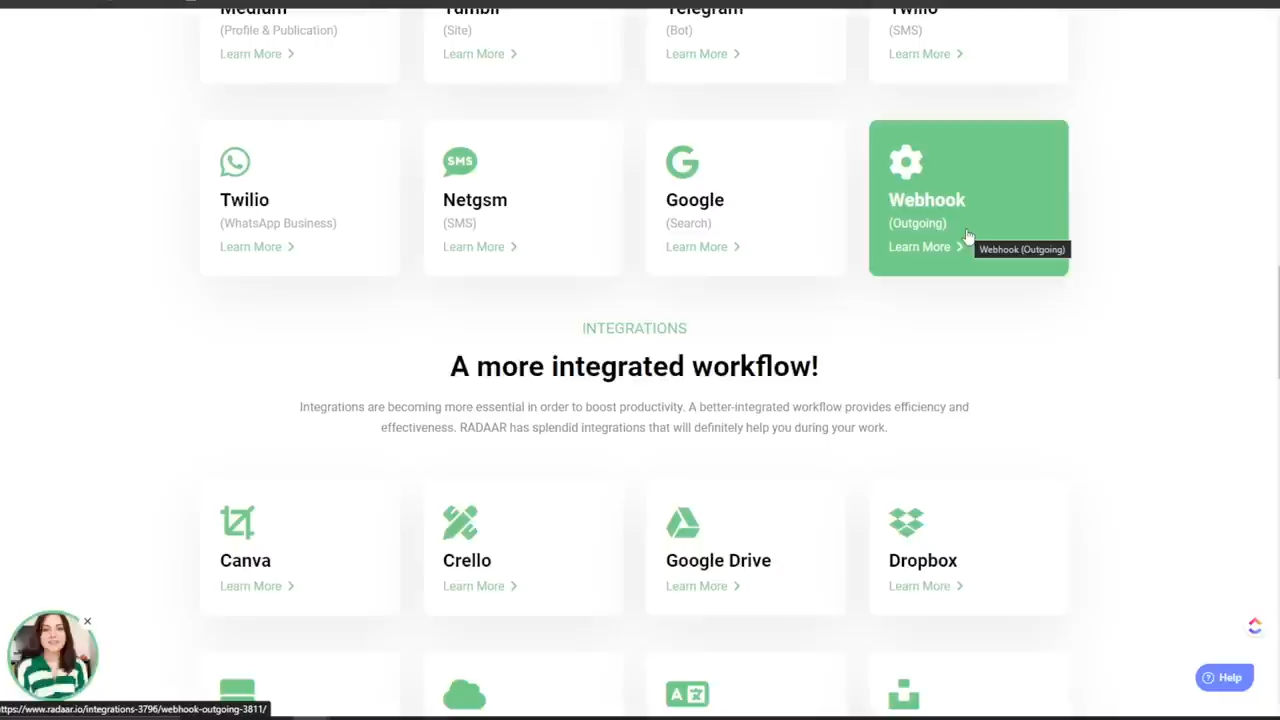 Medium
Tumblr
Telegram
Twilio
(Profile & Publication)
(Site)
(Bot)
(SMS)
Learn More
Learn More
Learn More
Learn More
SMS
Twilio
Netgsm
Google
Webhook
(WhatsApp Business)
(SMS)
(Search)
(Outgoing)
Learn More
Learn More
Learn More
Learn More
Webhook (Outgoing)
INTEGRATIONS
A more integrated workflow!
Integrations are becoming more essential in order to boost productivity. A better-integrated workflow provides efficiency and
effectiveness. RADAAR has splendid integrations that will definitely help you during your work.
Canva
Crello
Google Drive
Dropbox
Learn More
Learn More
Learn More
Learn More
Help
A
ttps://www.radaar.io/integrations-3796/webhook-outgoing-3811/